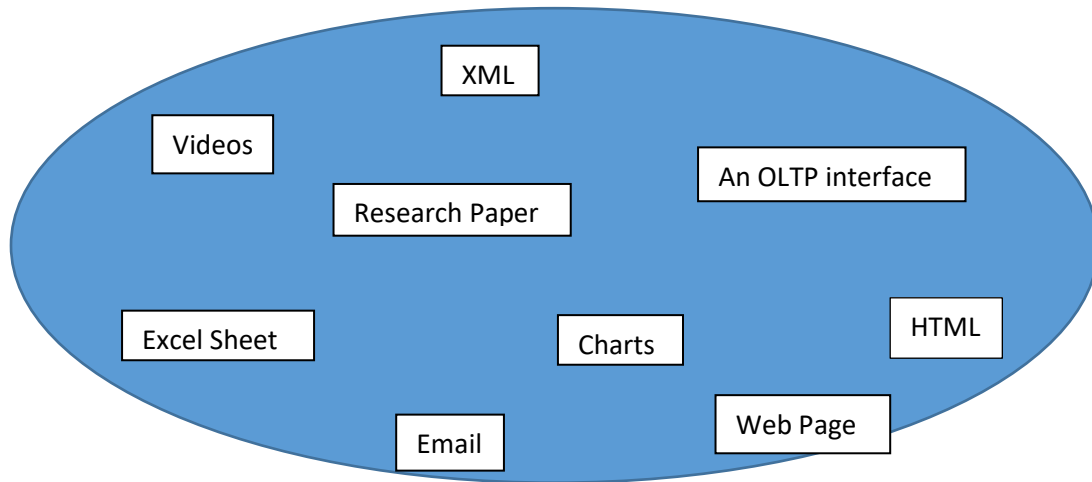 XML
Videos
An OLTP interface
Research Paper
Excel Sheet
Charts
HTML
Email
Web Page